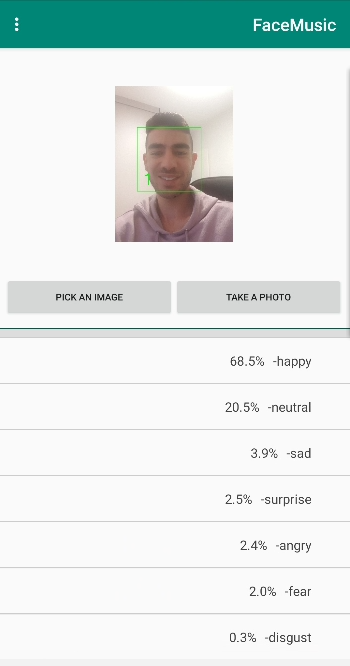 FaceMusic
PICK AN IMAGE
TAKE A PHOTO
68.5% -happy
20.5% -neutral
3.9% -sad
2.5% -surprise
2.4% -angry
2.0% -fear
0.3% -disgust